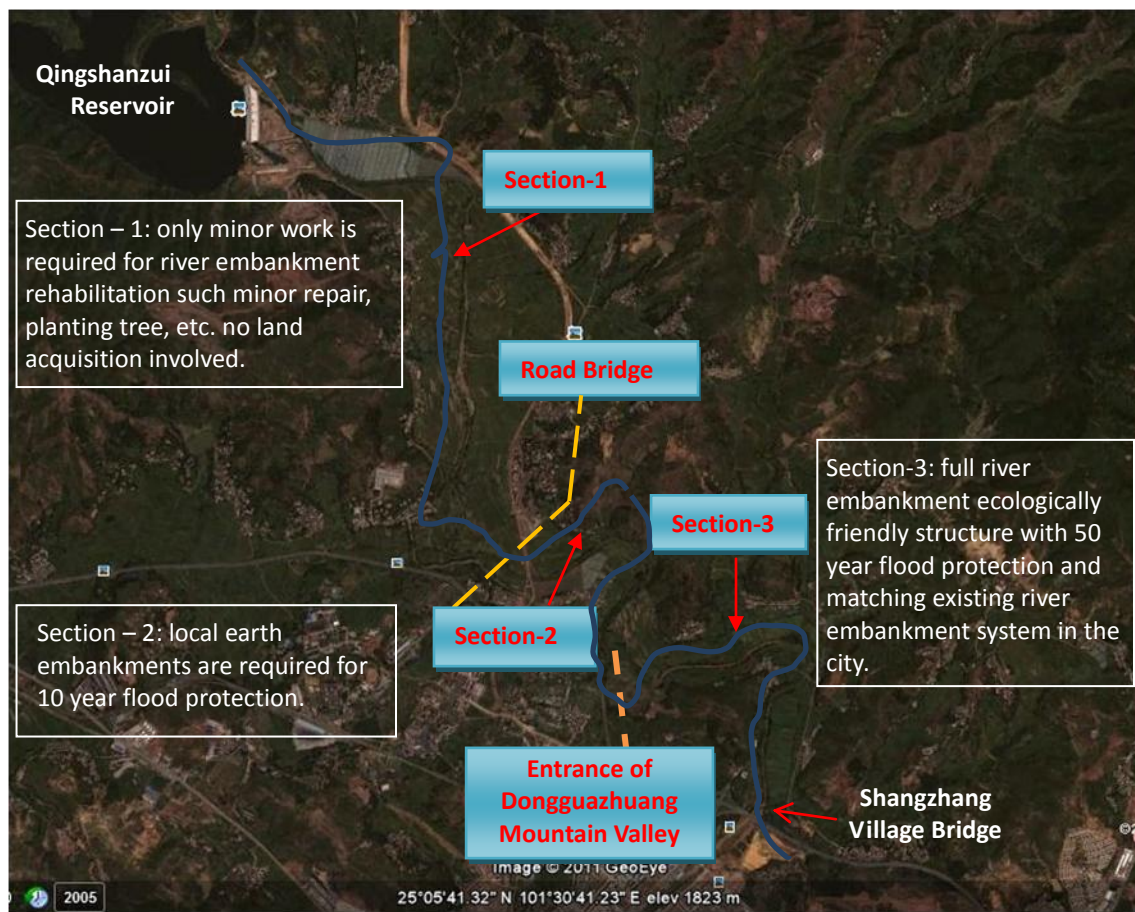 Qingshanzui
Reservoir
Section-1
Section – 1: only minor work is
required for river embankment
rehabilitation such minor repair,
planting tree, etc. no land
acquisition involved.
Road Bridge
Section-3: full river
embankment ecologically
friendly structure with 50
year flood protection and
matching existing river
embankment system in the
city.
Section-3
Section-2
Section – 2: local earth
embankments are required for
10 year flood protection.
Entrance of
Dongguazhuang
Mountain Valley
Shangzhang
Village Bridge
Image © 2011 GeoEye
2005
25°05'41.32" N 101°30'41.23" E elev 1823 m